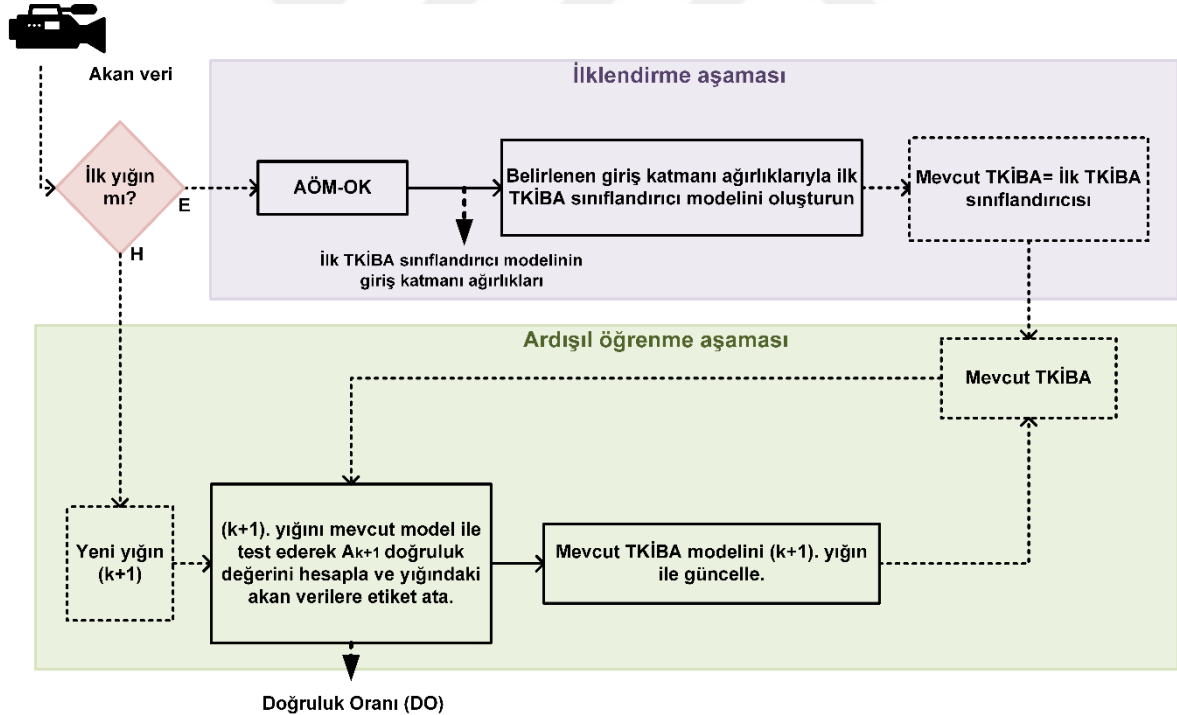 Akan veri
İlklendirme aşaması
İlk yığın
mı?
E
H
AÖM-OK
Belirlenen giriş katmanı ağırlıklarıyla ilk
TKİBA sınıflandırıcı modelini oluşturun
Mevcut TKİBA= İlk TKİBA
sınıflandırıcısı
İlk TKİBA sınıflandırıcı modelinin
giriş katmanı ağırlıkları
Ardışıl öğrenme aşaması
Mevcut TKİBA
Yeni yığın
(k+1)
(k+1). yığını mevcut model ile
test ederek Ak+1 doğruluk
değerini hesapla ve yığındaki
akan verilere etiket ata.
Mevcut TKİBA modelini (k+1). yığın
ile güncelle.
Doğruluk Oranı (DO)